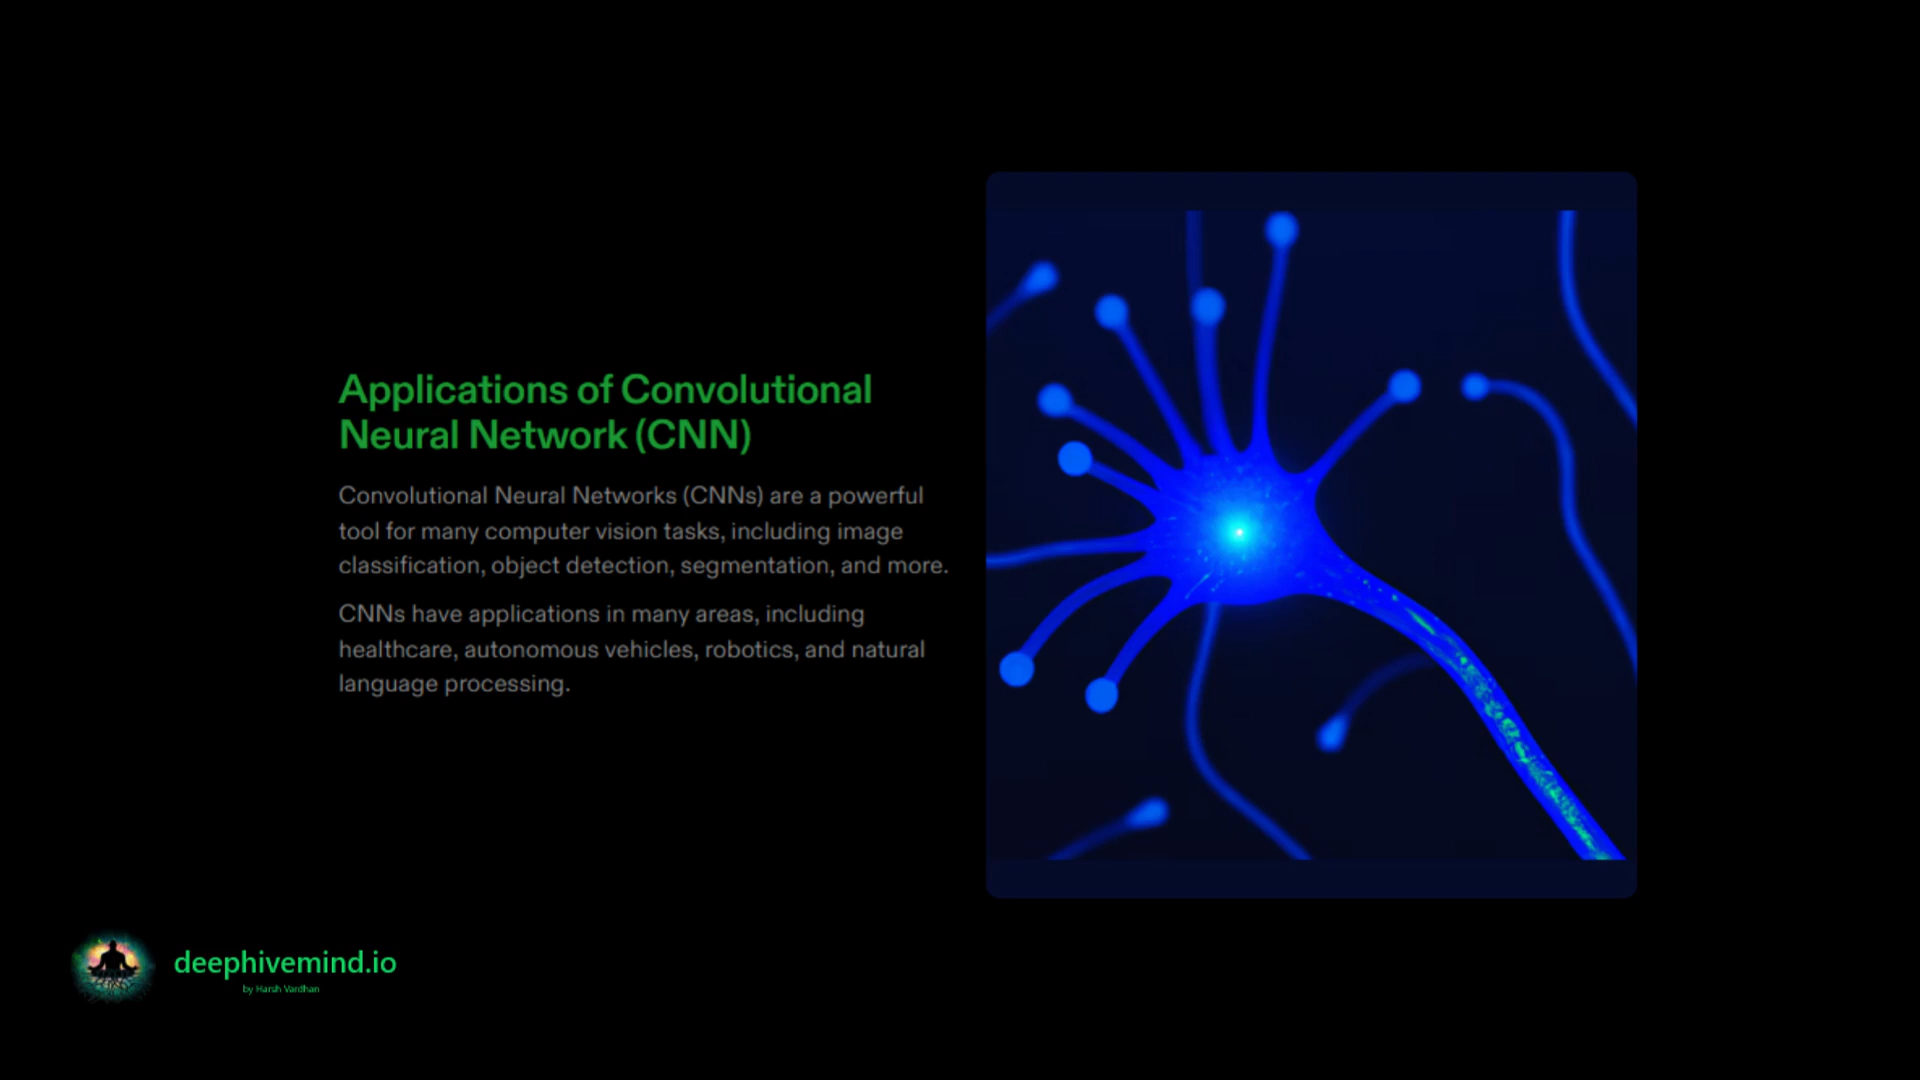 Applications of Convolutional
Neural Network (CNN)
Convolutional Neural Networks (CNNs) are a powerful
tool for many computer vision tasks, including image
classification, object detection, segmentation, and more.
CNNs have applications in many areas, including
healthcare, autonomous vehicles, robotics, and natural
language processing.
deephivemind.io
by Harsh Vardhan